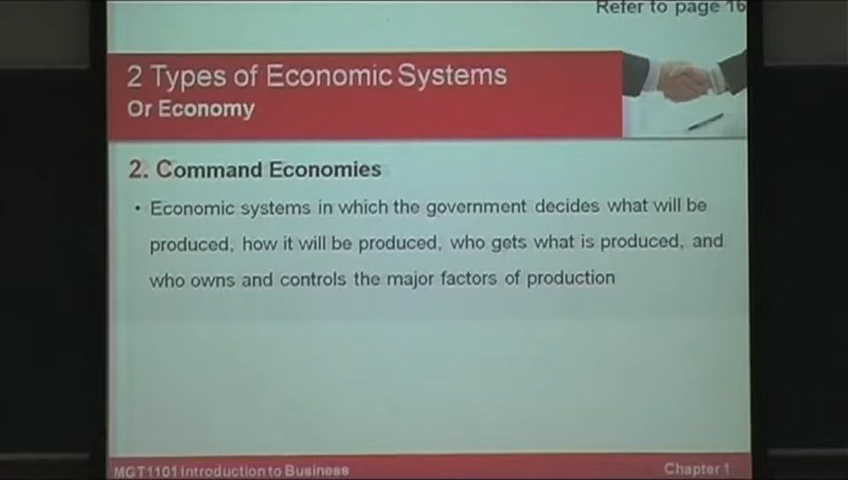 Refer to page 16
2 Types of Economic Systems
Or Economy
2. Command Economies
• Economic systems in which the government decides what will be
produced, how it will be produced, who gets what is produced, and
who owns and controls the major factors of production
MGT1101 Introduction to Business
Chapter 1